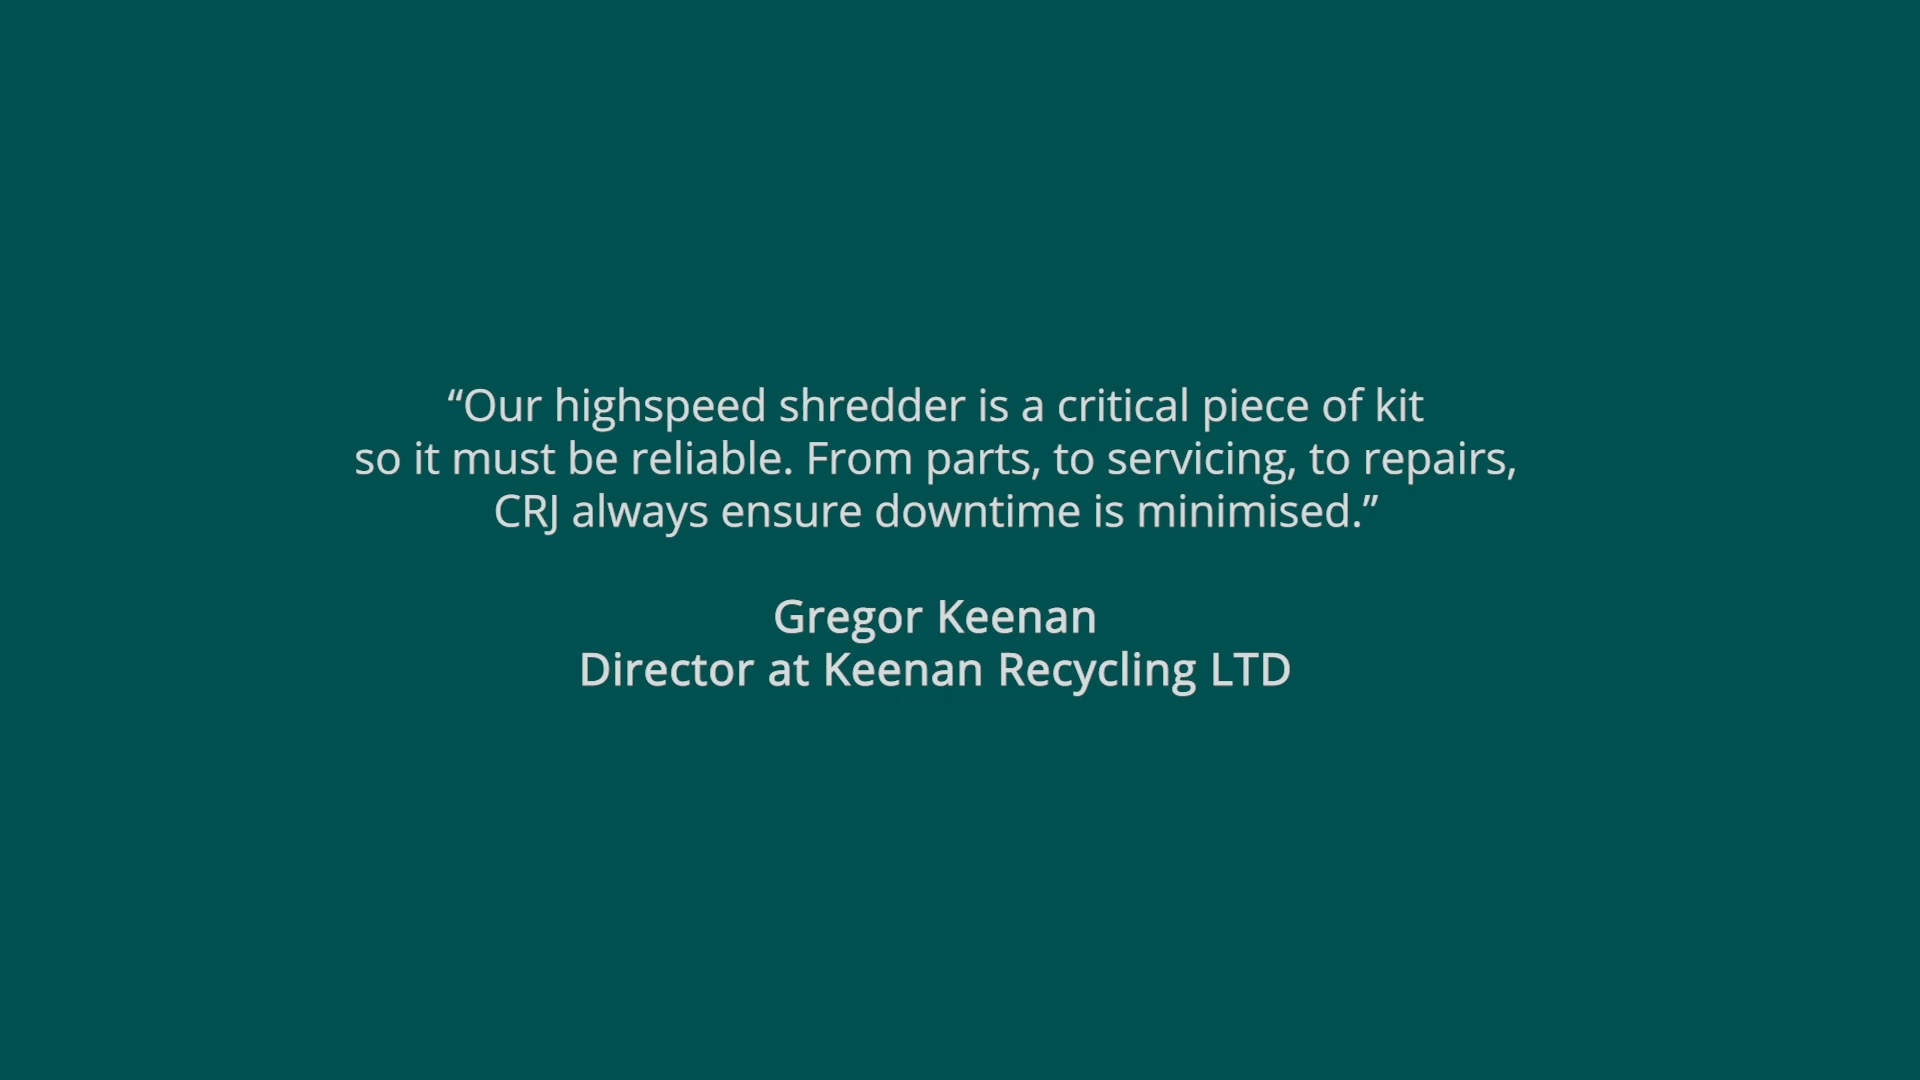 “Our highspeed shredder is a critical piece of kit
so it must be reliable. From parts, to servicing, to repairs,
CRJ always ensure downtime is minimised.”
Gregor Keenan
Director at Keenan Recycling LTD